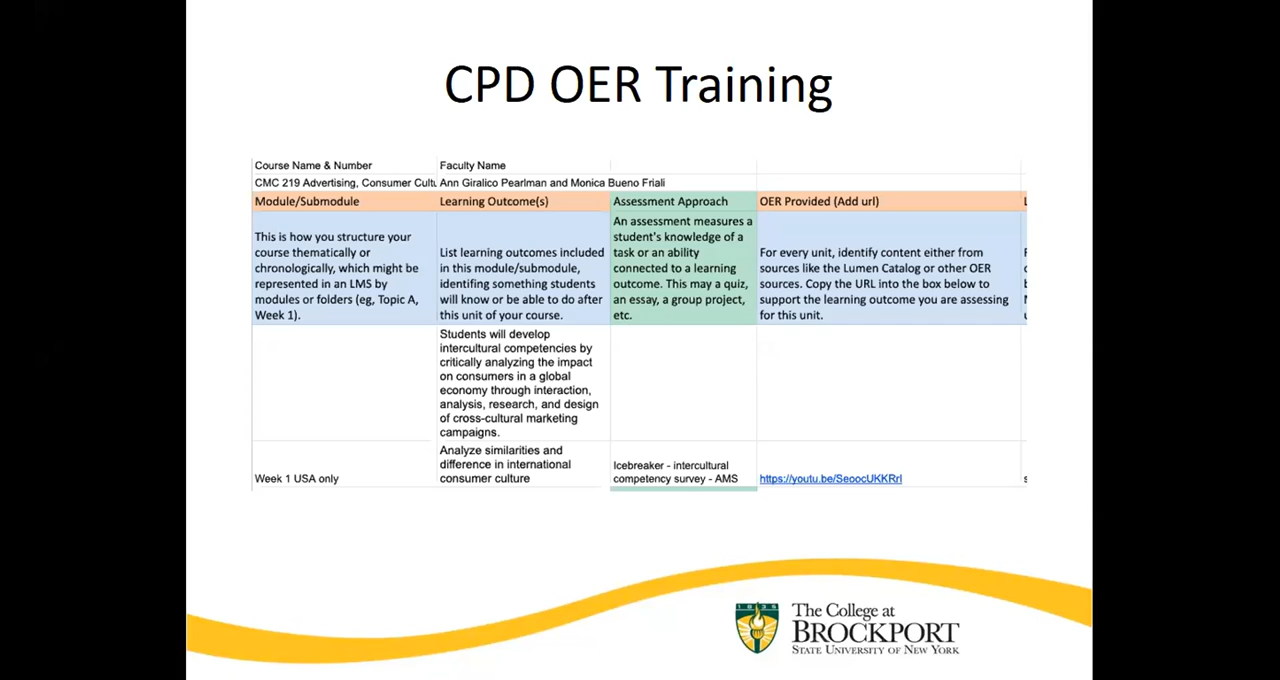 CPD OER Training
Course Name & Number
Faculty Name
CMC 219 Advertising, Consumer Cultu
Ann Giralico Pearlman and Monica Bueno Friali
Module/Submodule
Learning Outcome(s)
Assessment Approach
OER Provided (Add url)
This is how you structure your
course thematically or
chronologically, which might be
represented in an LMS by
modules or folders (eg, Topic A,
Week 1).
List learning outcomes included
in this module/submodule,
identifing something students
will know or be able to do after
this unit of your course.
An assessment measures a
student's knowledge of a
task or an ability
connected to a learning
outcome. This may a quiz,
an essay, a group project,
etc.
For every unit, identify content either from
sources like the Lumen Catalog or other OER
sources. Copy the URL into the box below to
support the learning outcome you are assessing
for this unit.
Students will develop
intercultural competencies by
critically analyzing the impact
on consumers in a global
economy through interaction,
analysis, research, and design
of cross-cultural marketing
campaigns.
Week 1 USA only
Analyze similarities and
difference in international
consumer culture
Icebreaker - intercultural
competency survey - AMS
https://youtu.be/SeoocUKKRrI
1835
The College at
BROCKPORT
STATE UNIVERSITY OF NEW YORK